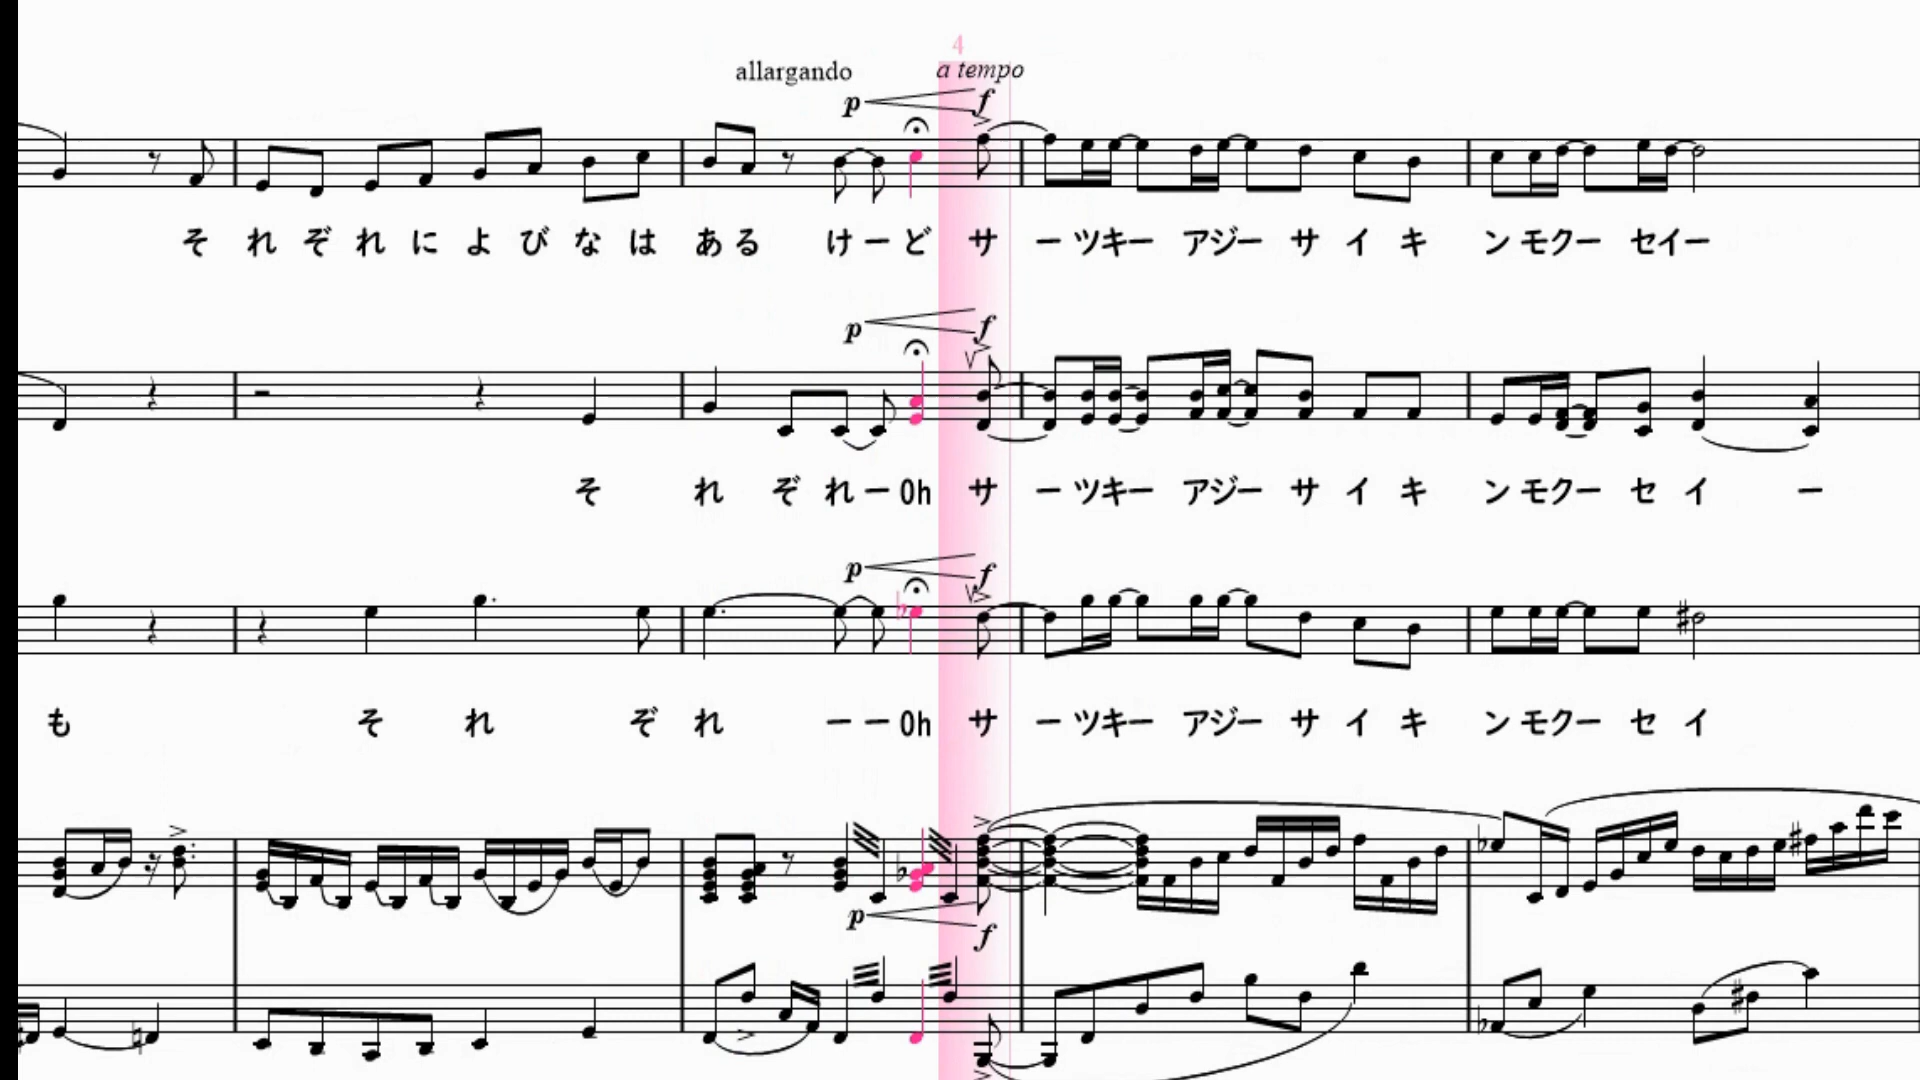 4
allargando a tempo
p f
そ れ ぞ れ に よ び な は あ る け ー ど サ ー ツキー アジー サ イ キ ン モクー セイー
p f
そ れ ぞ れ ー Oh サ ー ツキー アジー サ イ キ ン モクー セ イ ー
p f
も そ れ ぞ れ ー ー Oh サ ー ツキー アジー サ イ キ ン モクー セ イ
p f